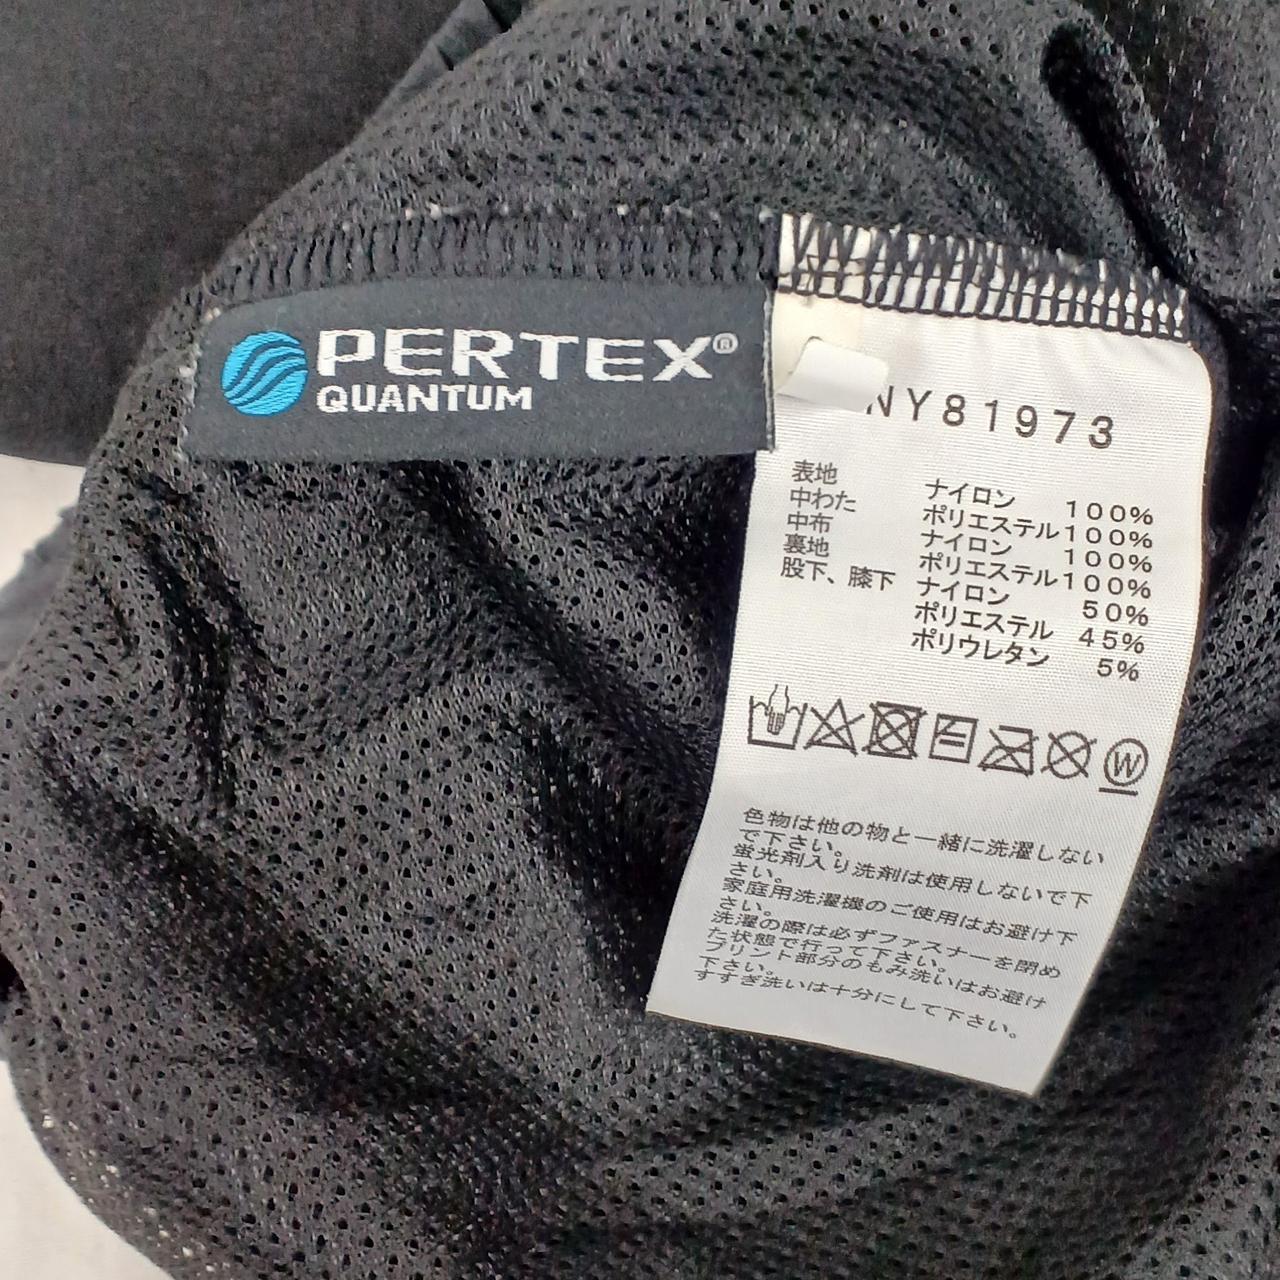 PERTEX®
QUANTUM
NY81973
表地 ナイロン 100%
中わた ポリエステル 100%
中布 ナイロン 100%
裏地 ポリエステル 100%
股下、膝下 ナイロン 50%
ポリエステル 45%
ポリウレタン 5%
W
色物は他の物と一緒に洗濯しない
で下さい。
蛍光剤入り洗剤は使用しないで下
さい。
家庭用洗濯機のご使用はお避け下
さい。
洗濯の際は必ずファスナーを閉め
た状態で行って下さい。
プリント部分のもみ洗いはお避け
下さい。
すすぎ洗いは十分にして下さい。